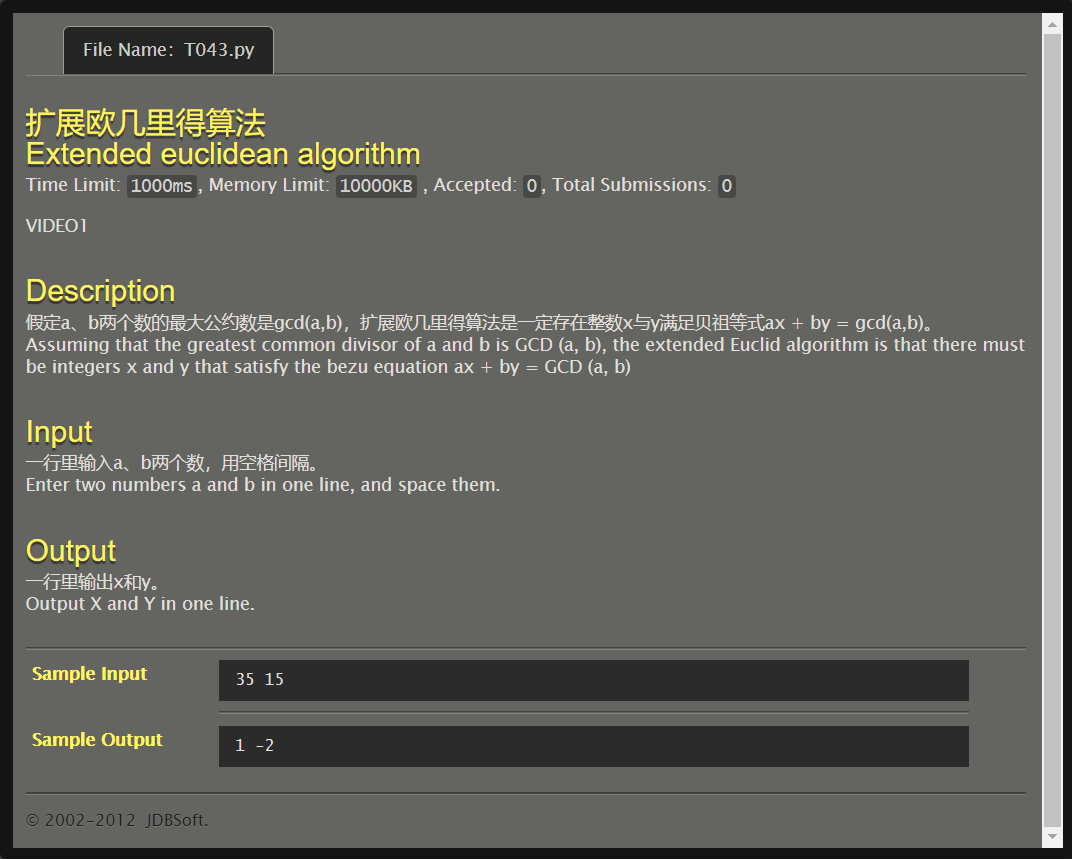 File Name: T043.py
扩展欧几里得算法
Extended euclidean algorithm
Time Limit: 1000ms, Memory Limit: 10000KB , Accepted: 0, Total Submissions: 0
VIDEO1
Description
假定a、b两个数的最大公约数是gcd(a,b)，扩展欧几里得算法是一定存在整数x与y满足贝祖等式ax + by = gcd(a,b)。
Assuming that the greatest common divisor of a and b is GCD (a, b), the extended Euclid algorithm is that there must
be integers x and y that satisfy the bezu equation ax + by = GCD (a, b)
Input
一行里输入a、b两个数，用空格间隔。
Enter two numbers a and b in one line, and space them.
Output
一行里输出x和y。
Output X and Y in one line.
Sample Input
35 15
Sample Output
1 -2
© 2002-2012 JDBSoft.